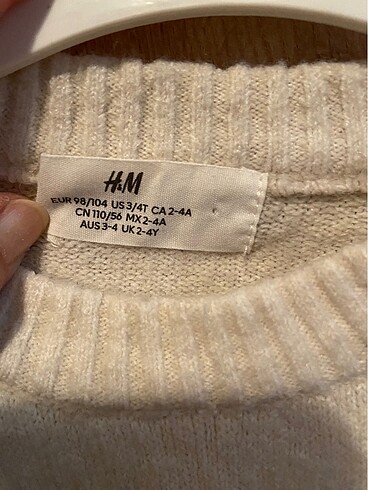 H&M
EUR 98/104 US 3/4T CA 2-4A
CN 110/56 MX 2-4A
AUS 3-4 UK 2-4Y